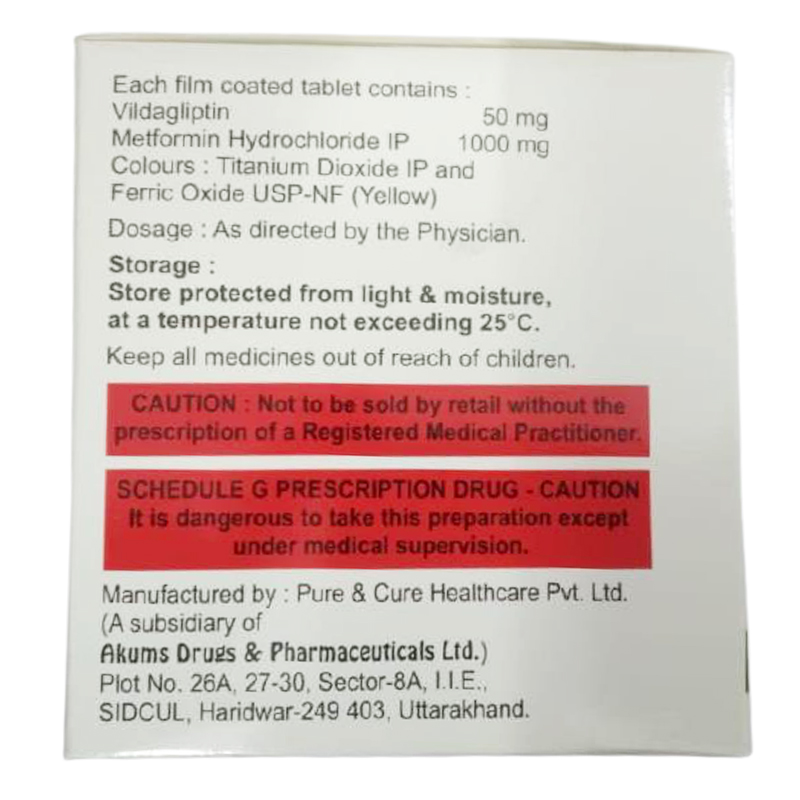 Each film coated tablet contains :
Vildagliptin 50 mg
Metformin Hydrochloride IP 1000 mg
Colours : Titanium Dioxide IP and
Ferric Oxide USP-NF (Yellow)
Dosage : As directed by the Physician.
Storage :
Store protected from light & moisture,
at a temperature not exceeding 25°C.
Keep all medicines out of reach of children.
CAUTION : Not to be sold by retail without the
prescription of a Registered Medical Practitioner.
SCHEDULE G PRESCRIPTION DRUG - CAUTION
It is dangerous to take this preparation except
under medical supervision.
Manufactured by : Pure & Cure Healthcare Pvt. Ltd.
(A subsidiary of
Akums Drugs & Pharmaceuticals Ltd.)
Plot No. 26A, 27-30, Sector-8A, I.I.E.,
SIDCUL, Haridwar-249 403, Uttarakhand.